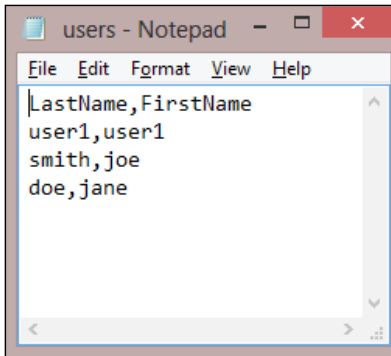 users - Notepad
File Edit Format View Help
LastName,FirstName
user1,user1
smith,joe
doe,jane